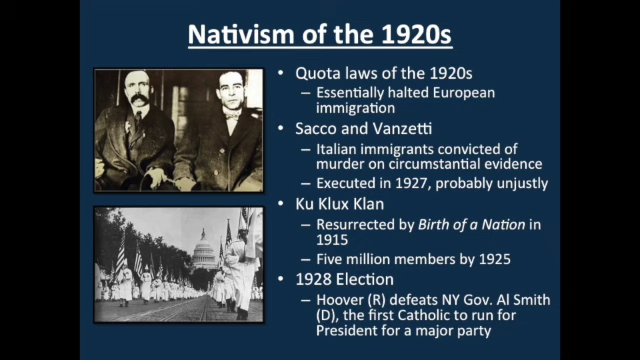 Nativism of the 1920s
• Quota laws of the 1920s
– Essentially halted European
immigration
• Sacco and Vanzetti
– Italian immigrants convicted of
murder on circumstantial evidence
– Executed in 1927, probably unjustly
• Ku Klux Klan
– Resurrected by Birth of a Nation in
1915
– Five million members by 1925
• 1928 Election
– Hoover (R) defeats NY Gov. Al Smith
(D), the first Catholic to run for
President for a major party